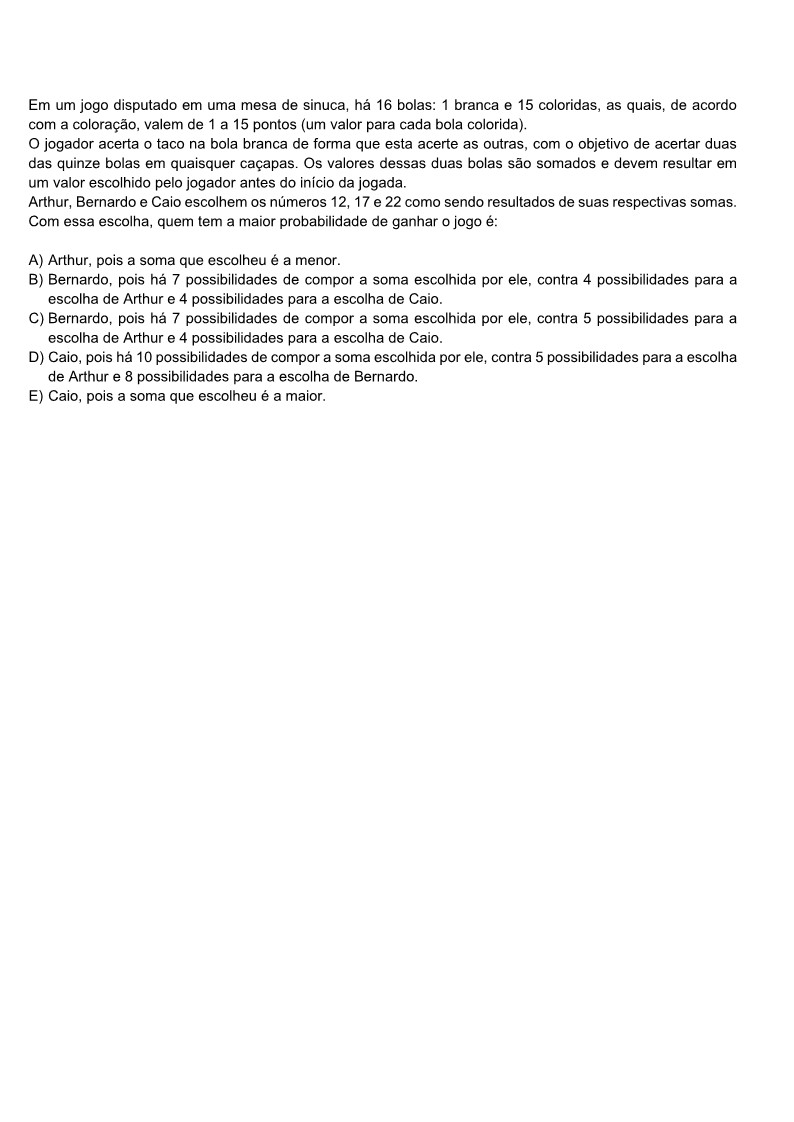 Em um jogo disputado em uma mesa de sinuca, há 16 bolas: 1 branca e 15 coloridas, as quais, de acordo
com a coloração, valem de 1 a 15 pontos (um valor para cada bola colorida).
O jogador acerta o taco na bola branca de forma que esta acerte as outras, com o objetivo de acertar duas
das quinze bolas em quaisquer caçapas. Os valores dessas duas bolas são somados e devem resultar em
um valor escolhido pelo jogador antes do início da jogada.
Arthur, Bernardo e Caio escolhem os números 12, 17 e 22 como sendo resultados de suas respectivas somas.
Com essa escolha, quem tem a maior probabilidade de ganhar o jogo é:
A) Arthur, pois a soma que escolheu é a menor.
B) Bernardo, pois há 7 possibilidades de compor a soma escolhida por ele, contra 4 possibilidades para a
escolha de Arthur e 4 possibilidades para a escolha de Caio.
C) Bernardo, pois há 7 possibilidades de compor a soma escolhida por ele, contra 5 possibilidades para a
escolha de Arthur e 4 possibilidades para a escolha de Caio.
D) Caio, pois há 10 possibilidades de compor a soma escolhida por ele, contra 5 possibilidades para a escolha
de Arthur e 8 possibilidades para a escolha de Bernardo.
E) Caio, pois a soma que escolheu é a maior.